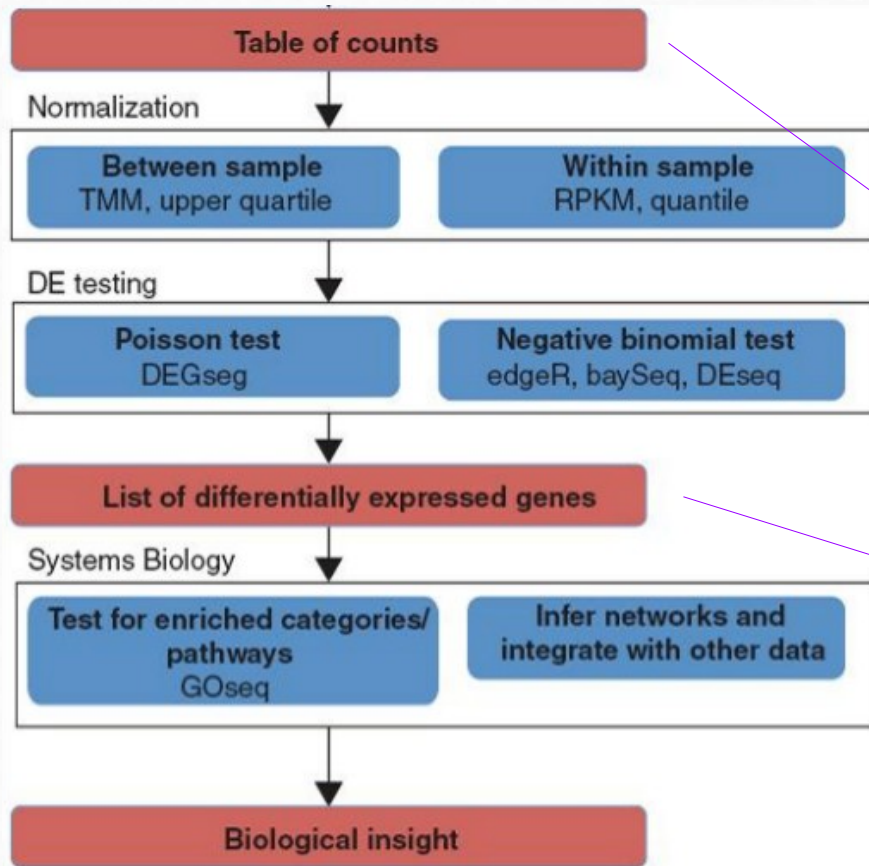 Table of counts
Normalization
Between sample
TMM, upper quartile
Within sample
RPKM, quantile
DE testing
Poisson test
DEGseg
Negative binomial test
edgeR, baySeq, DEseq
List of differentially expressed genes
Systems Biology
Test for enriched categories/
pathways
GOseq
Infer networks and
integrate with other data
Biological insight